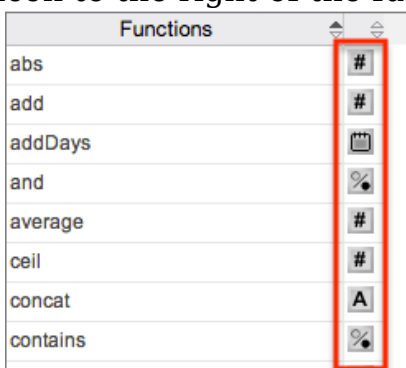 Functions
abs #
add #
addDays
and
average #
ceil #
concat A
contains